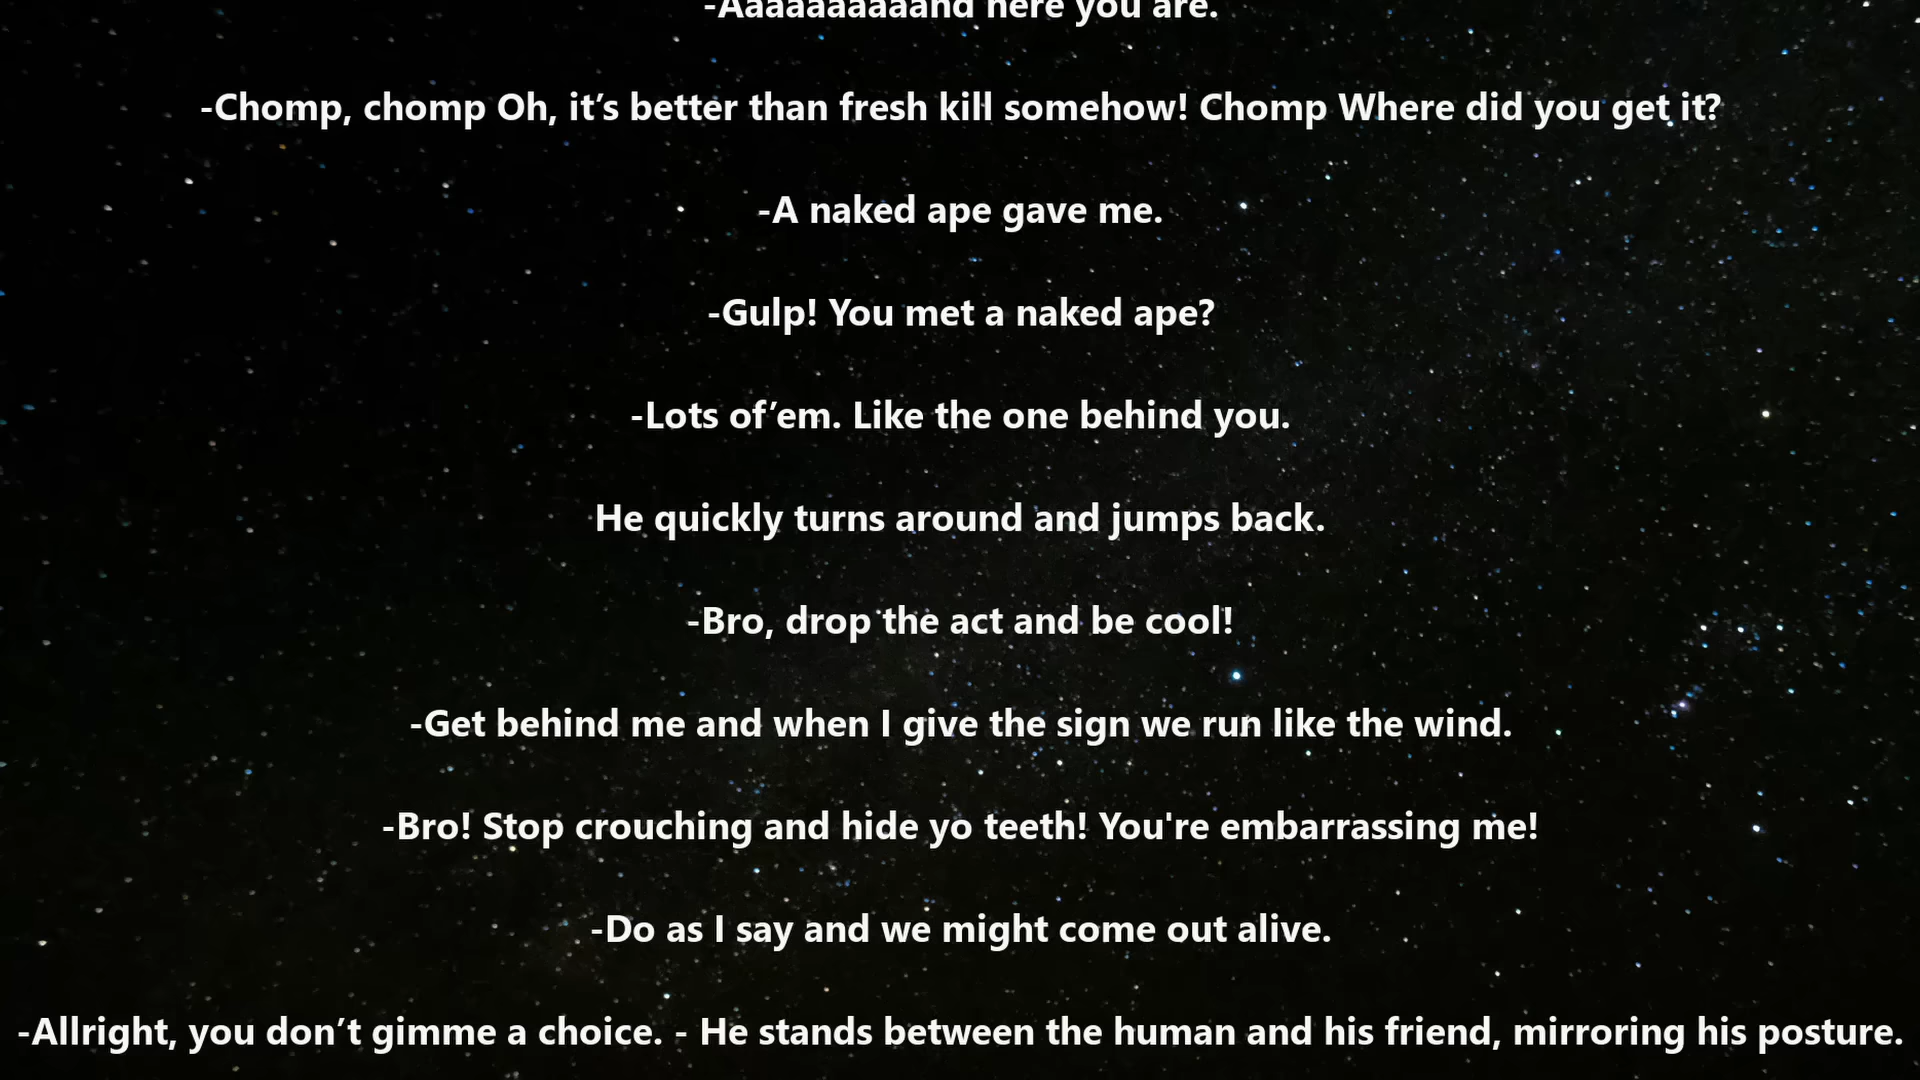 -Aaaaaaaaaand here you are.
-Chomp, chomp Oh, it’s better than fresh kill somehow! Chomp Where did you get it?
-A naked ape gave me.
-Gulp! You met a naked ape?
-Lots of’em. Like the one behind you.
He quickly turns around and jumps back.
-Bro, drop the act and be cool!
-Get behind me and when I give the sign we run like the wind.
-Bro! Stop crouching and hide yo teeth! You're embarrassing me!
-Do as I say and we might come out alive.
-Allright, you don’t gimme a choice. - He stands between the human and his friend, mirroring his posture.